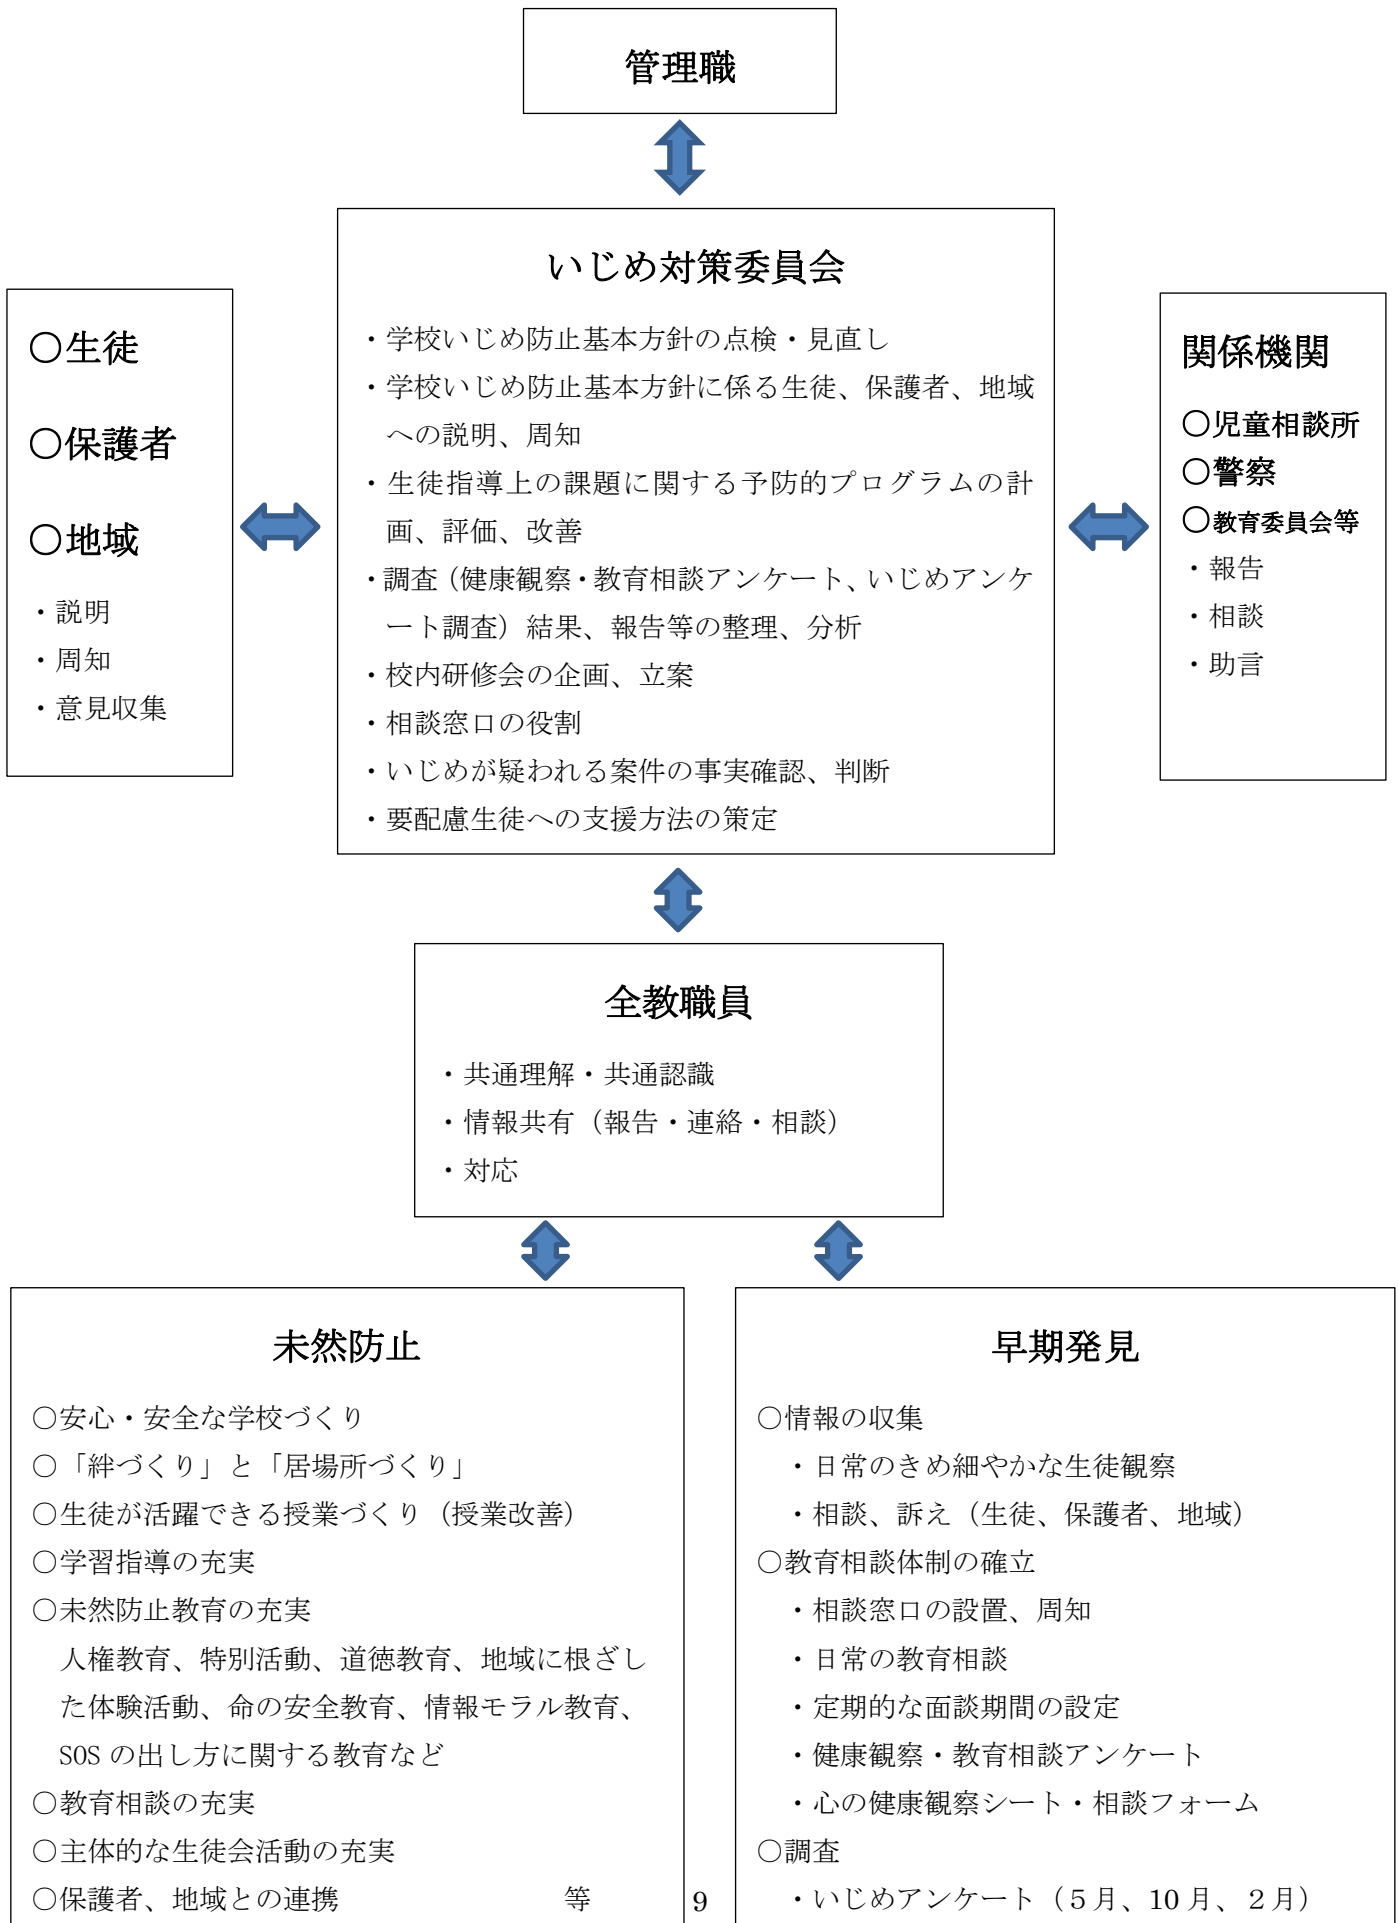 管理職
いじめ対策委員会
・学校いじめ防止基本方針の点検・見直し
・学校いじめ防止基本方針に係る生徒、保護者、地域
への説明、周知
・生徒指導上の課題に関する予防的プログラムの計
画、評価、改善
・調査（健康観察・教育相談アンケート、いじめアンケ
ート調査）結果、報告等の整理、分析
・校内研修会の企画、立案
・相談窓口の役割
・いじめが疑われる案件の事実確認、判断
・要配慮生徒への支援方法の策定
○生徒
○保護者
○地域
・説明
・周知
・意見収集
関係機関
○児童相談所
○警察
○教育委員会等
・報告
・相談
・助言
全教職員
・共通理解・共通認識
・情報共有（報告・連絡・相談）
・対応
未然防止
○安心・安全な学校づくり
○「絆づくり」と「居場所づくり」
○生徒が活躍できる授業づくり（授業改善）
○学習指導の充実
○未然防止教育の充実
人権教育、特別活動、道徳教育、地域に根ざし
た体験活動、命の安全教育、情報モラル教育、
SOS の出し方に関する教育など
○教育相談の充実
○主体的な生徒会活動の充実
○保護者、地域との連携　　　　　　　　等
早期発見
○情報の収集
・日常のきめ細やかな生徒観察
・相談、訴え（生徒、保護者、地域）
○教育相談体制の確立
・相談窓口の設置、周知
・日常の教育相談
・定期的な面談期間の設定
・健康観察・教育相談アンケート
・心の健康観察シート・相談フォーム
○調査
・いじめアンケート（５月、10 月、２月）
9